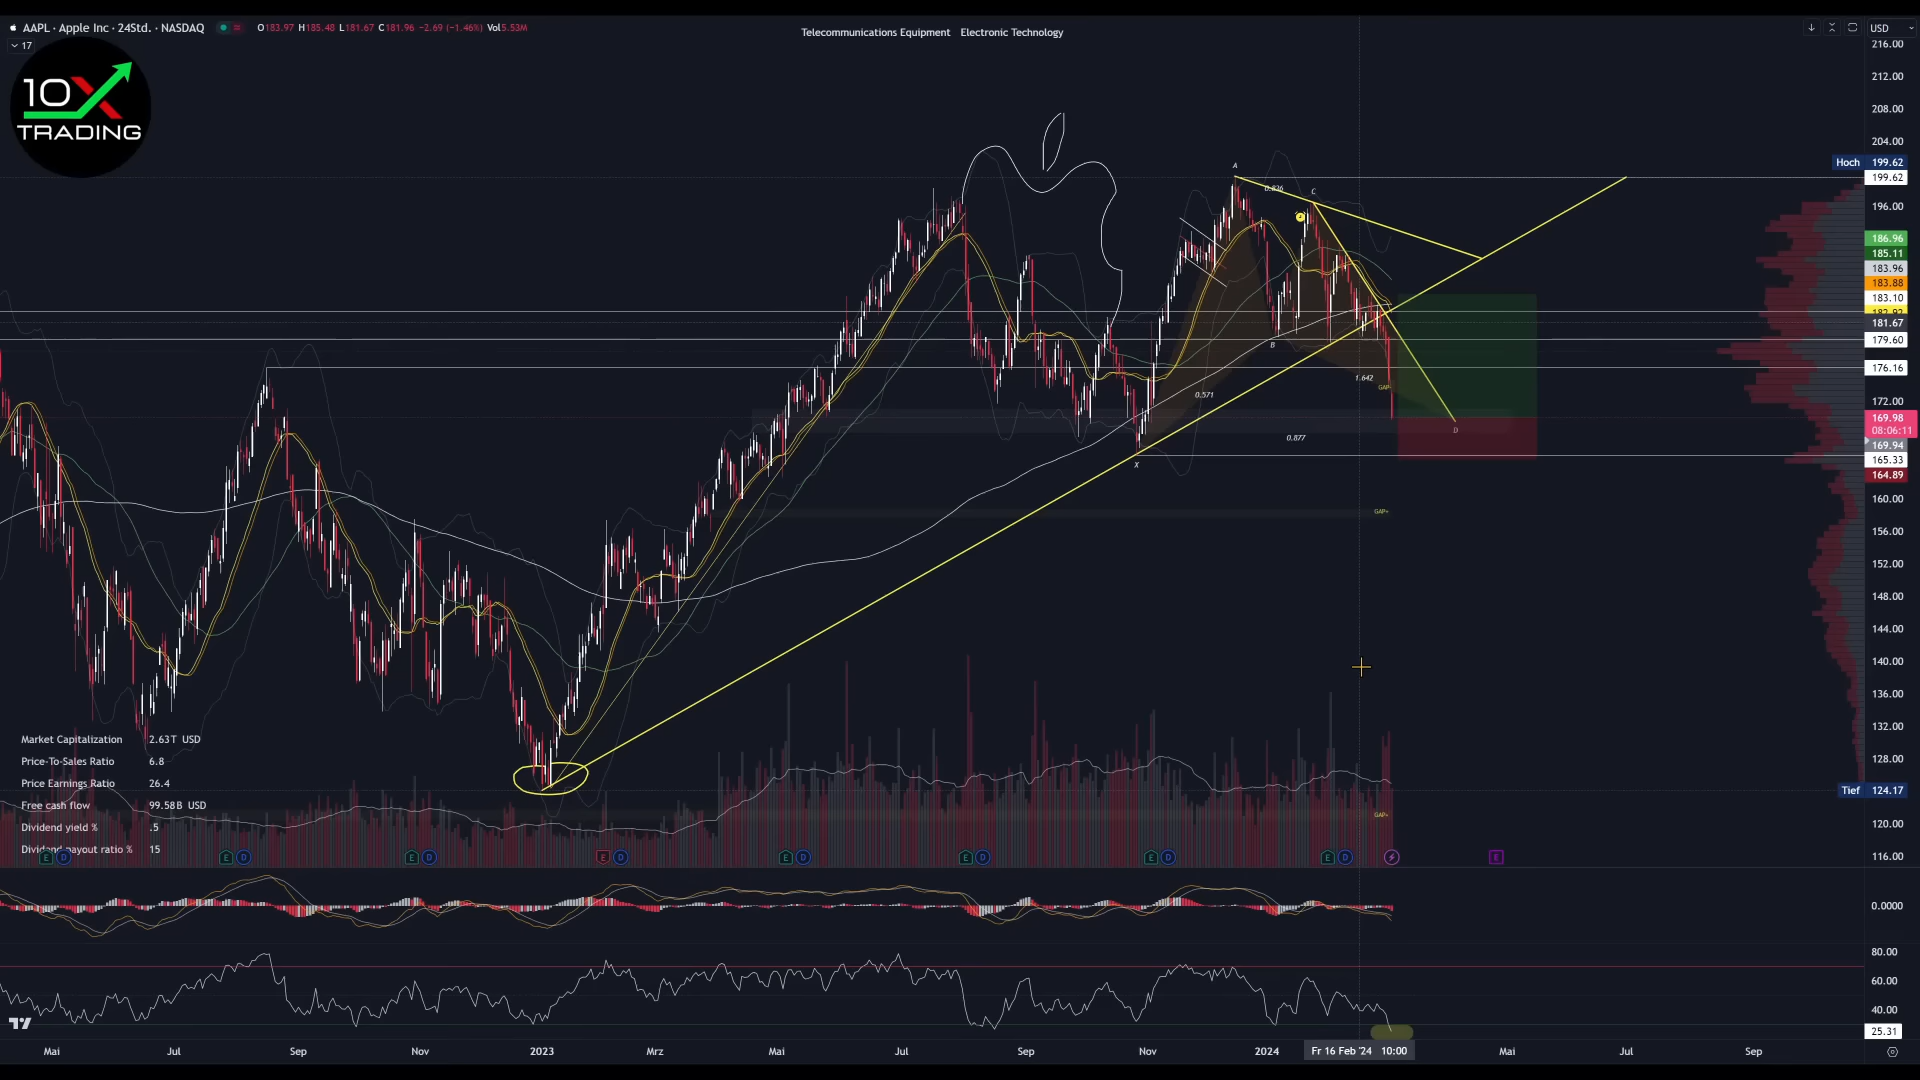 AAPL · Apple Inc · 24Std. · NASDAQ
O183.97 H185.48 L181.67 C181.96 −2.69 (−1.46%) Vol5.53M
17
10X
TRADING
Telecommunications Equipment Electronic Technology
USD
216.00
212.00
208.00
204.00
Hoch 199.62
199.62
196.00
186.96
185.11
183.96
183.88
183.10
181.67
179.60
176.16
172.00
169.98
08:06:11
169.94
165.33
164.89
160.00
156.00
152.00
148.00
144.00
140.00
136.00
132.00
128.00
Tief 124.17
120.00
116.00
A
0.836
C
B
1.642
GAP-
0.571
0.877
D
X
GAP+
GAP+
Market Capitalization 2.63T USD
Price-To-Sales Ratio 6.8
Price Earnings Ratio 26.4
Free cash flow 99.58B USD
Dividend yield % .5
Dividend payout ratio % 15
E D E D E D E D E D E D E D E D E
0.0000
80.00
60.00
40.00
25.31
Mai Jul Sep Nov 2023 Mrz Mai Jul Sep Nov 2024 Fr 16 Feb '24 10:00 Mai Jul Sep